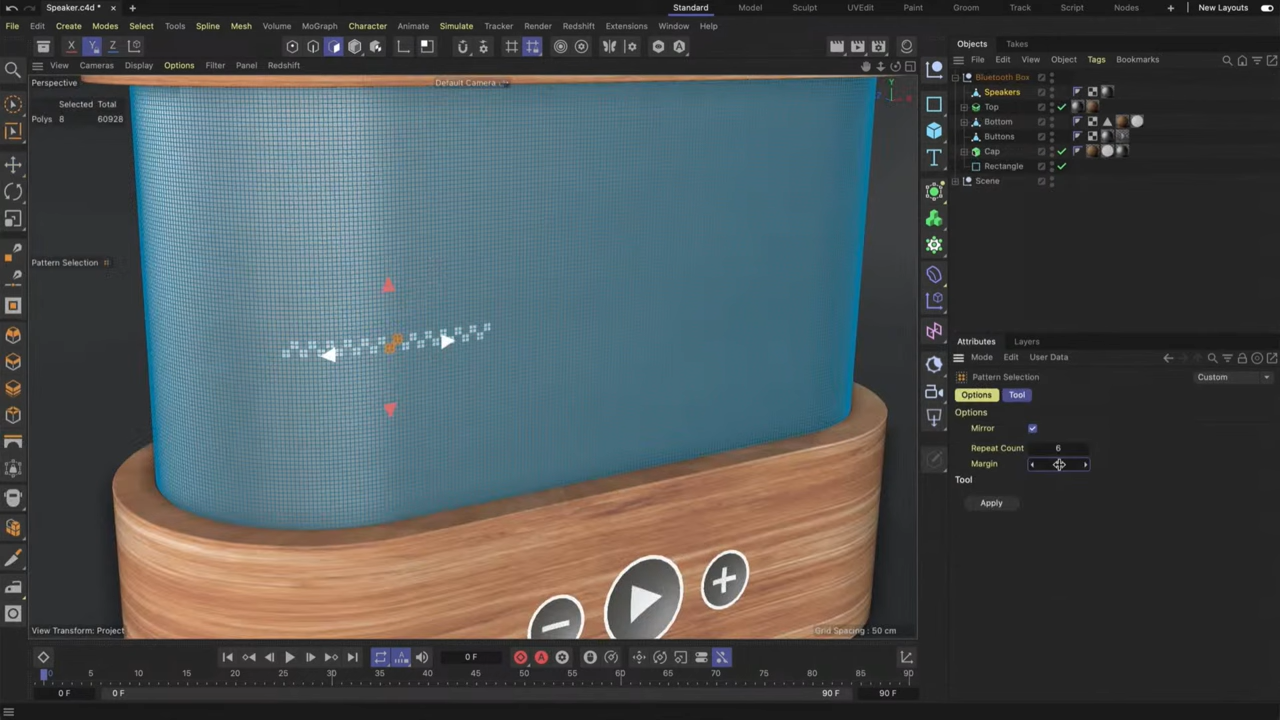 Speaker.c4d *
Standard
Model
Sculpt
UVEdit
Paint
Groom
Track
Script
Nodes
New Layouts
File
Edit
Create
Modes
Select
Tools
Spline
Mesh
Volume
MoGraph
Character
Animate
Simulate
Tracker
Render
Redshift
Extensions
Window
Help
X
Y
Z
Objects
Takes
View
Cameras
Display
Options
Filter
Panel
Redshift
File
Edit
View
Object
Tags
Bookmarks
Perspective
Default Camera
Bluetooth Box
Speakers
Top
Bottom
Buttons
Cap
Rectangle
Scene
Selected Total
Polys 8 60928
Pattern Selection
Attributes
Layers
Mode
Edit
User Data
Pattern Selection
Custom
Options
Tool
Options
Mirror
Repeat Count 6
Margin
Tool
Apply
View Transform: Project
Grid Spacing : 50 cm
0 F
0 5 10 15 20 25 30 35 40 45 50 55 60 65 70 75 80 85 90
0 F
0 F
90 F
90 F